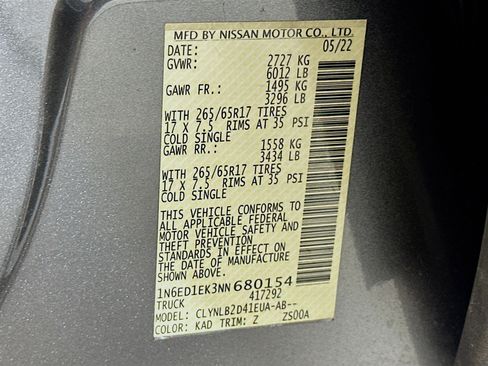 MFD BY NISSAN MOTOR CO., LTD.
DATE: 05/22
GVWR: 2727 KG
6012 LB
GAWR FR.: 1495 KG
3296 LB
WITH 265/65R17 TIRES
17 X 7.5 RIMS AT 35 PSI
COLD SINGLE
GAWR RR.: 1558 KG
3434 LB
WITH 265/65R17 TIRES
17 X 7.5 RIMS AT 35 PSI
COLD SINGLE
THIS VEHICLE CONFORMS TO
ALL APPLICABLE FEDERAL
MOTOR VEHICLE SAFETY AND
THEFT PREVENTION
STANDARDS IN EFFECT ON
THE DATE OF MANUFACTURE
SHOWN ABOVE.
1N6ED1EK3NN680154
TRUCK 417292
MODEL: CLYNLB2D41EUA-AB--
COLOR: KAD TRIM: Z ZS00A